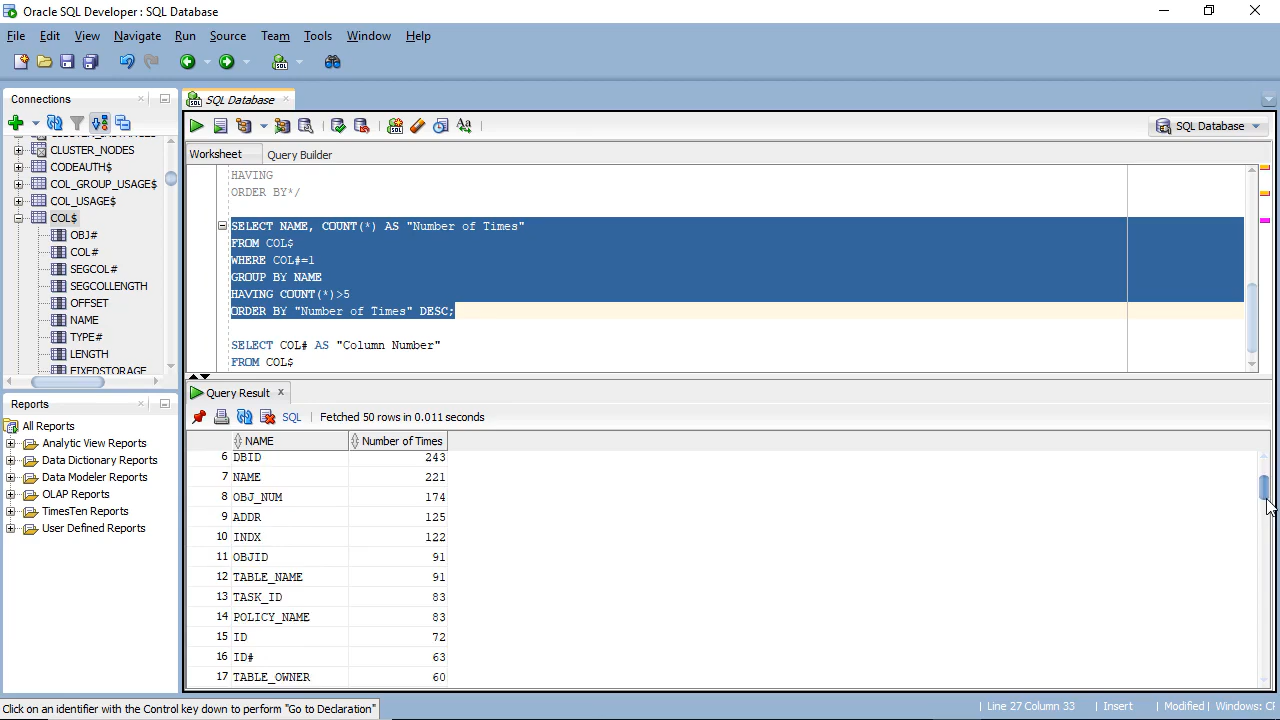 Oracle SQL Developer : SQL Database
File Edit View Navigate Run Source Team Tools Window Help
Connections
CLUSTER_NODES
CODEAUTH$
COL_GROUP_USAGE$
COL_USAGE$
COL$
OBJ#
COL#
SEGCOL#
SEGCOLLENGTH
OFFSET
NAME
TYPE#
LENGTH
FIXEDSTORAGE
Reports
All Reports
Analytic View Reports
Data Dictionary Reports
Data Modeler Reports
OLAP Reports
TimesTen Reports
User Defined Reports
SQL Database
SQL Database
Worksheet Query Builder
HAVING
ORDER BY*/
SELECT NAME, COUNT(*) AS "Number of Times"
FROM COL$
WHERE COL#=1
GROUP BY NAME
HAVING COUNT(*)>5
ORDER BY "Number of Times" DESC;
SELECT COL# AS "Column Number"
FROM COL$
Query Result
SQL Fetched 50 rows in 0.011 seconds
NAME Number of Times
6 DBID 243
7 NAME 221
8 OBJ_NUM 174
9 ADDR 125
10 INDX 122
11 OBJID 91
12 TABLE_NAME 91
13 TASK_ID 83
14 POLICY_NAME 83
15 ID 72
16 ID# 63
17 TABLE_OWNER 60
Click on an identifier with the Control key down to perform "Go to Declaration"
Line 27 Column 33 Insert Modified Windows: